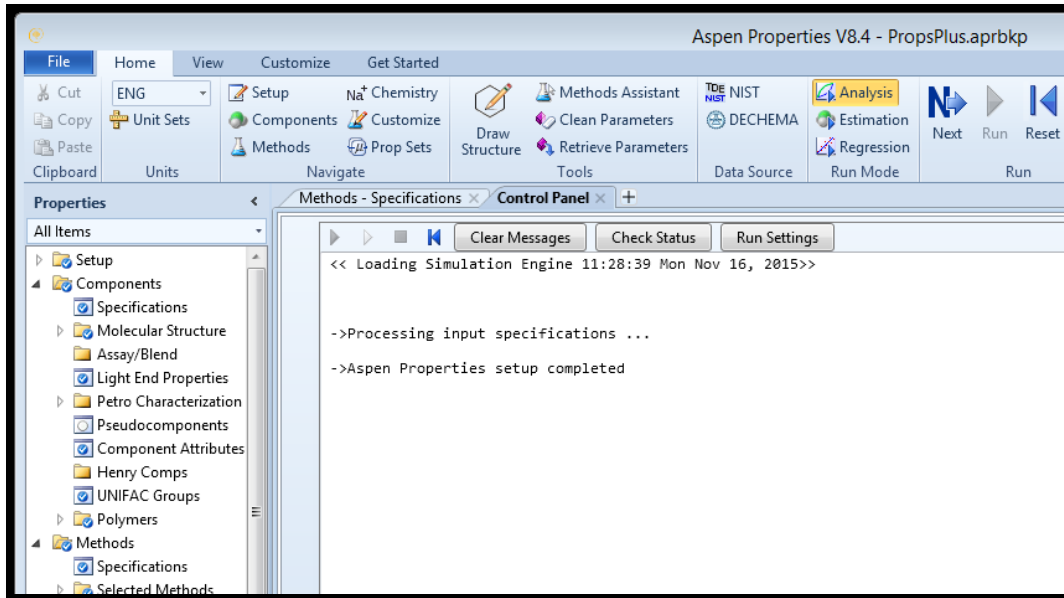 Aspen Properties V8.4 - PropsPlus.aprbkp
File Home View Customize Get Started
Cut ENG Setup Na+ Chemistry Methods Assistant TDE NIST NIST Analysis
Copy Unit Sets Components Customize Draw Structure Clean Parameters DECHEMA Estimation N Next Run Reset
Paste Methods Prop Sets Retrieve Parameters Regression
Clipboard Units Navigate Tools Data Source Run Mode Run
Properties < Methods - Specifications Control Panel +
All Items
Clear Messages Check Status Run Settings
Setup
<< Loading Simulation Engine 11:28:39 Mon Nov 16, 2015>>
Components
Specifications
Molecular Structure
->Processing input specifications ...
Assay/Blend
->Aspen Properties setup completed
Light End Properties
Petro Characterization
Pseudocomponents
Component Attributes
Henry Comps
UNIFAC Groups
Polymers
Methods
Specifications
Selected Methods